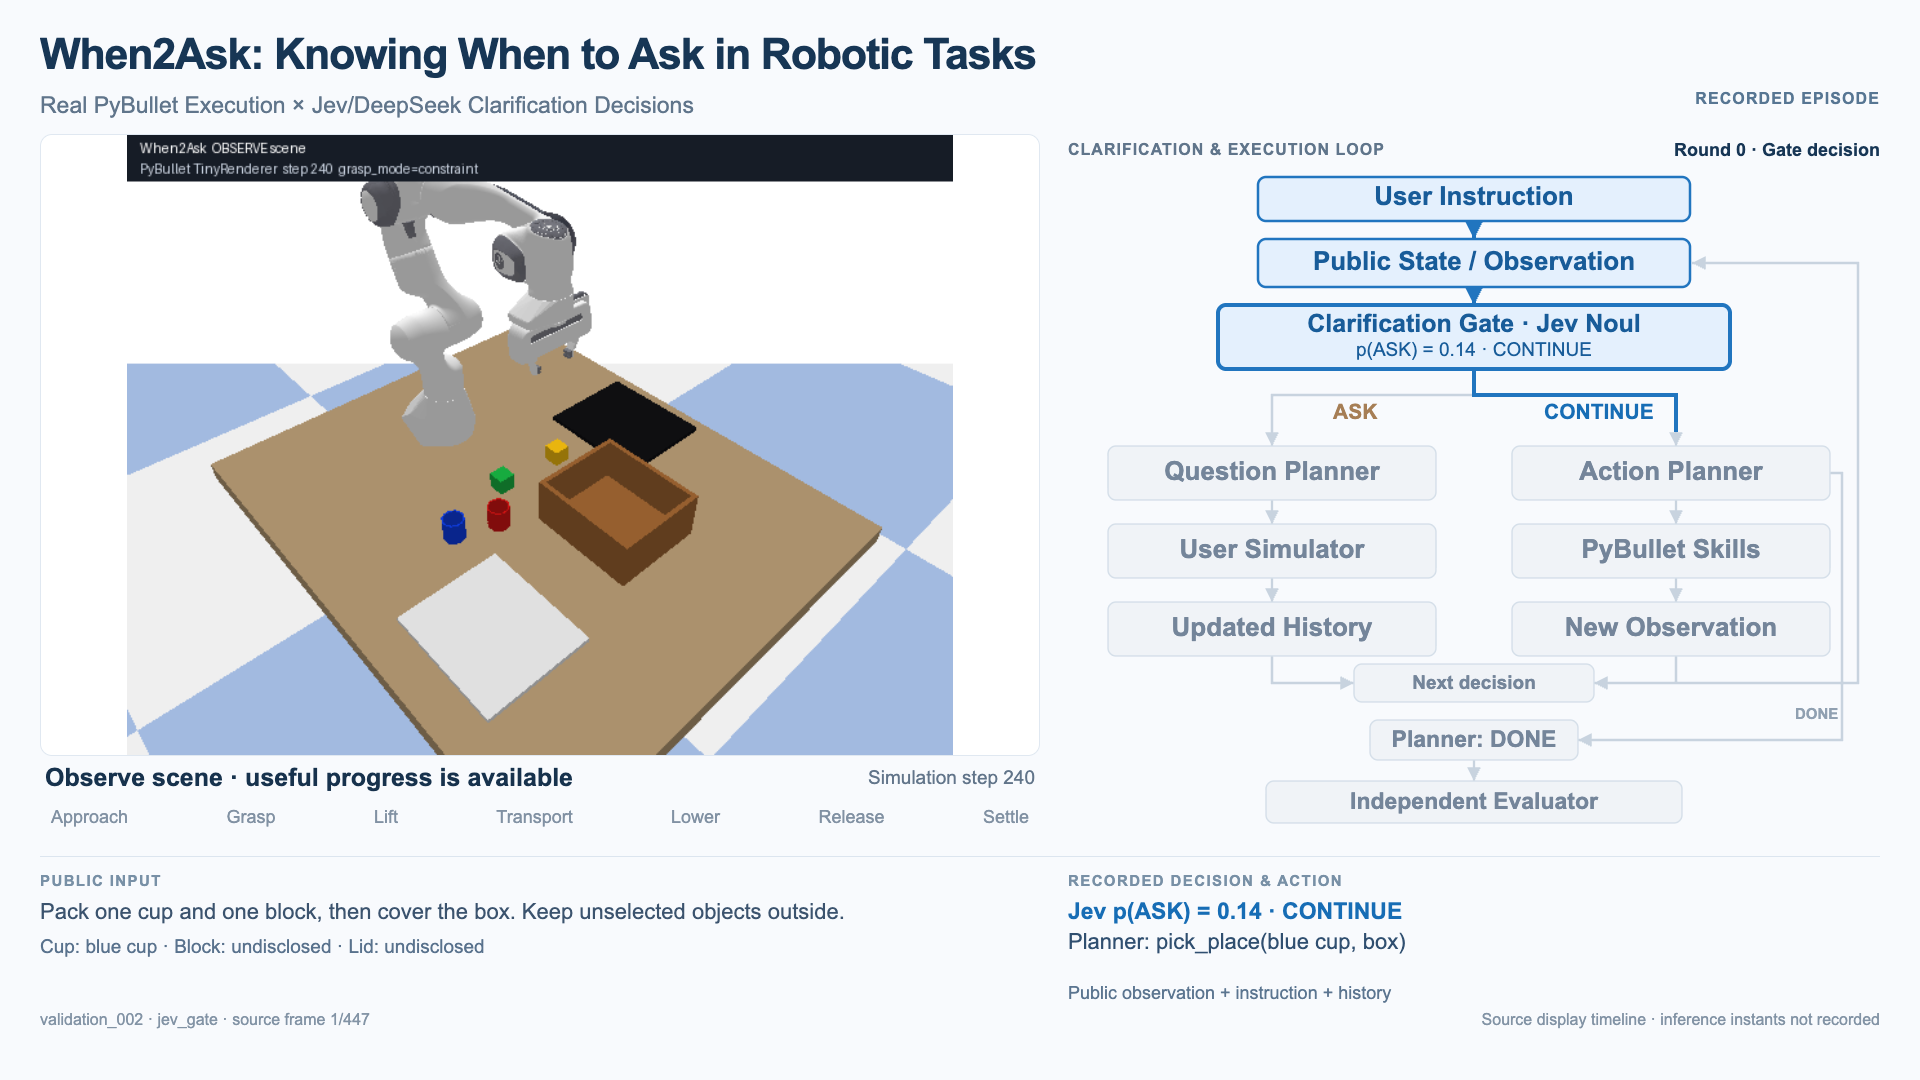 When2Ask: Knowing When to Ask in Robotic Tasks
Real PyBullet Execution × Jev/DeepSeek Clarification Decisions
RECORDED EPISODE
When2Ask OBSERVE scene
PyBullet TinyRenderer step 240 grasp_mode=constraint
Observe scene · useful progress is available
Simulation step 240
Approach
Grasp
Lift
Transport
Lower
Release
Settle
CLARIFICATION & EXECUTION LOOP
Round 0 · Gate decision
User Instruction
Public State / Observation
Clarification Gate · Jev Noul
p(ASK) = 0.14 · CONTINUE
ASK
CONTINUE
Question Planner
Action Planner
User Simulator
PyBullet Skills
Updated History
New Observation
Next decision
DONE
Planner: DONE
Independent Evaluator
PUBLIC INPUT
Pack one cup and one block, then cover the box. Keep unselected objects outside.
Cup: blue cup · Block: undisclosed · Lid: undisclosed
RECORDED DECISION & ACTION
Jev p(ASK) = 0.14 · CONTINUE
Planner: pick_place(blue cup, box)
Public observation + instruction + history
validation_002 · jev_gate · source frame 1/447
Source display timeline · inference instants not recorded